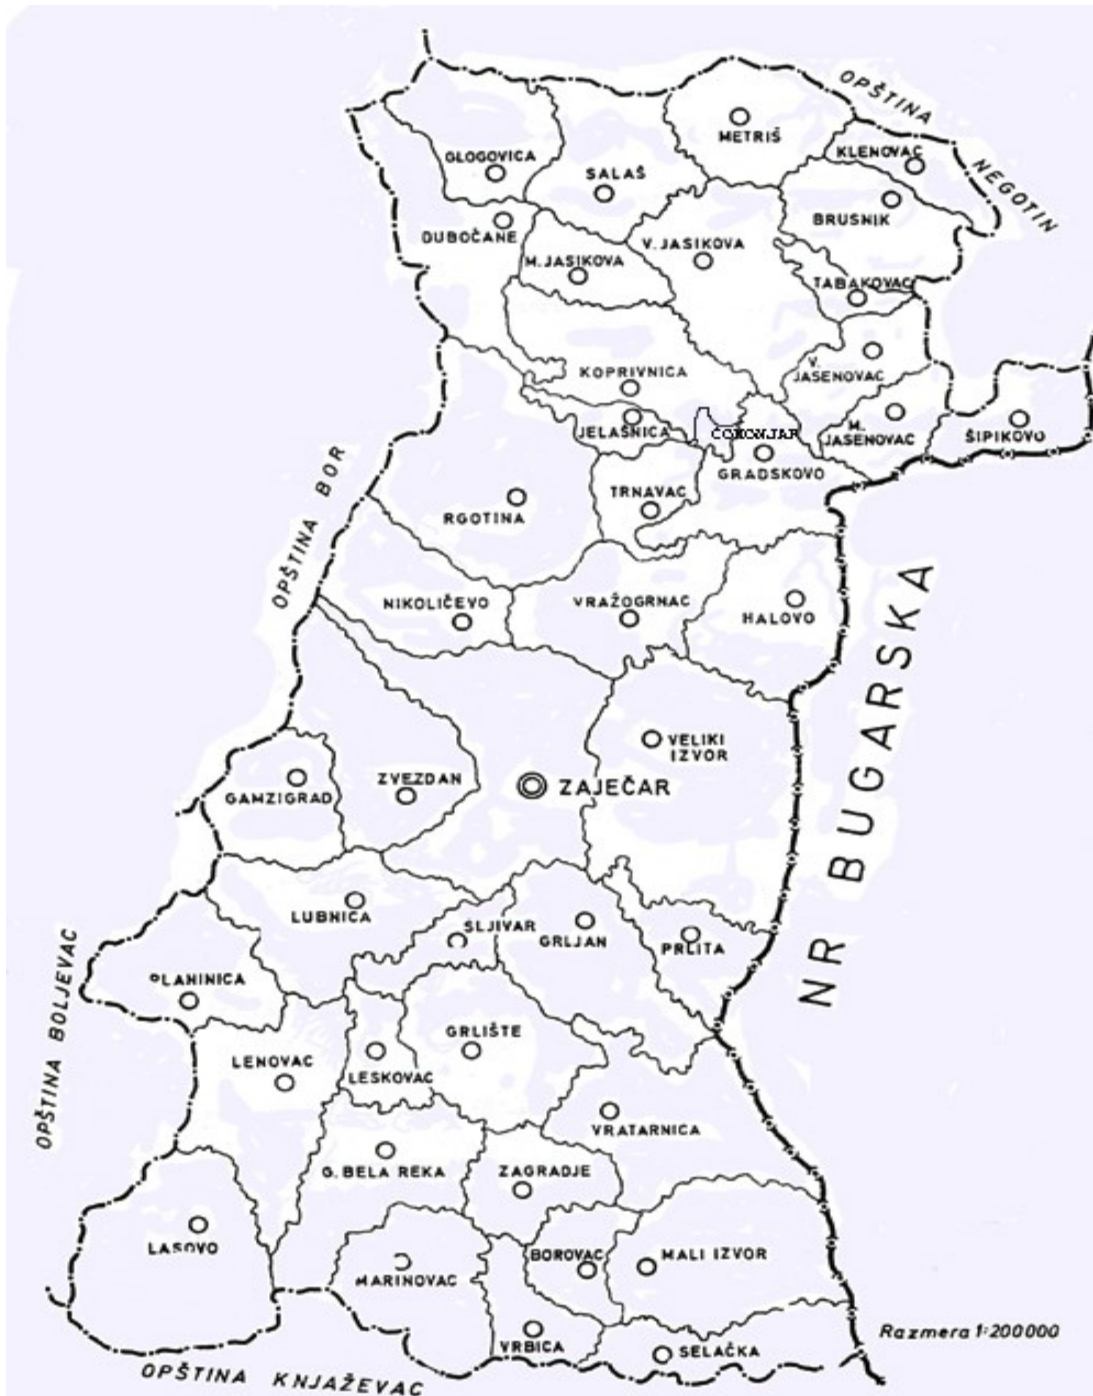 OPŠTINA
NEGOTIN
METRIŠ
KLENOVAC
GLOGOVICA
SALAŠ
BRUSNIK
DUBOČANE
V. JASIKOVA
M. JASIKOVA
TABAKOVAC
KOPRIVNICA
V.
JASENOVAC
JELAŠNICA
ČOKONJAR
M.
JASENOVAC
ŠIPIKOVO
GRADSKOVO
TRNAVAC
RGOTINA
OPŠTINA BOR
NIKOLIČEVO
VRAŽOGRNAC
HALOVO
NR BUGARSKA
VELIKI
IZVOR
ZVEZDAN
ZAJEČAR
GAMZIGRAD
LUBNICA
ŠLJIVAR
GRLJAN
PRLITA
PLANINICA
OPŠTINA BOLJEVAC
GRLIŠTE
LENOVAC
LESKOVAC
VRATARNICA
G. BELA REKA
ZAGRADJE
LASOVO
BOROVAC
MALI IZVOR
MARINOVAC
VRBICA
SELAČKA
Razmera 1:200000
OPŠTINA KNJAŽEVAC